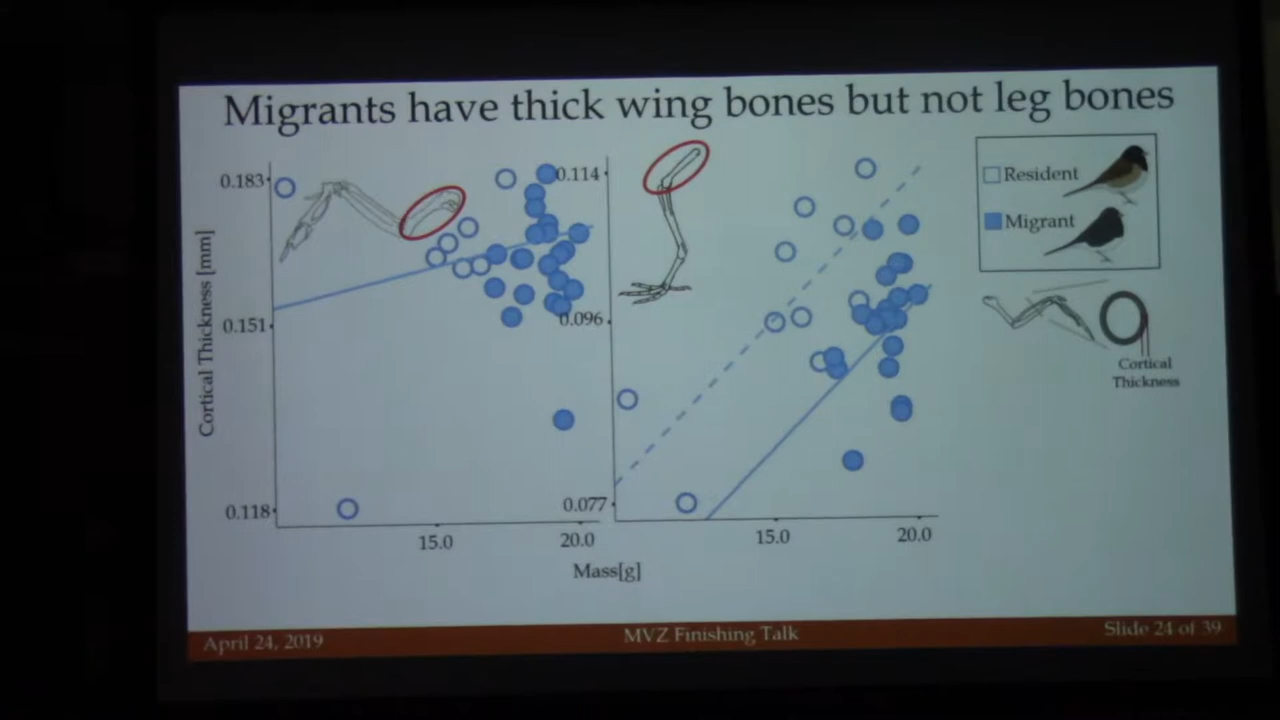 Migrants have thick wing bones but not leg bones
Cortical Thickness [mm]
0.183
0.151
0.118
15.0
20.0
0.114
0.096
0.077
15.0
20.0
Mass[g]
Resident
Migrant
Cortical
Thickness
April 24, 2019
MVZ Finishing Talk
Slide 24 of 39